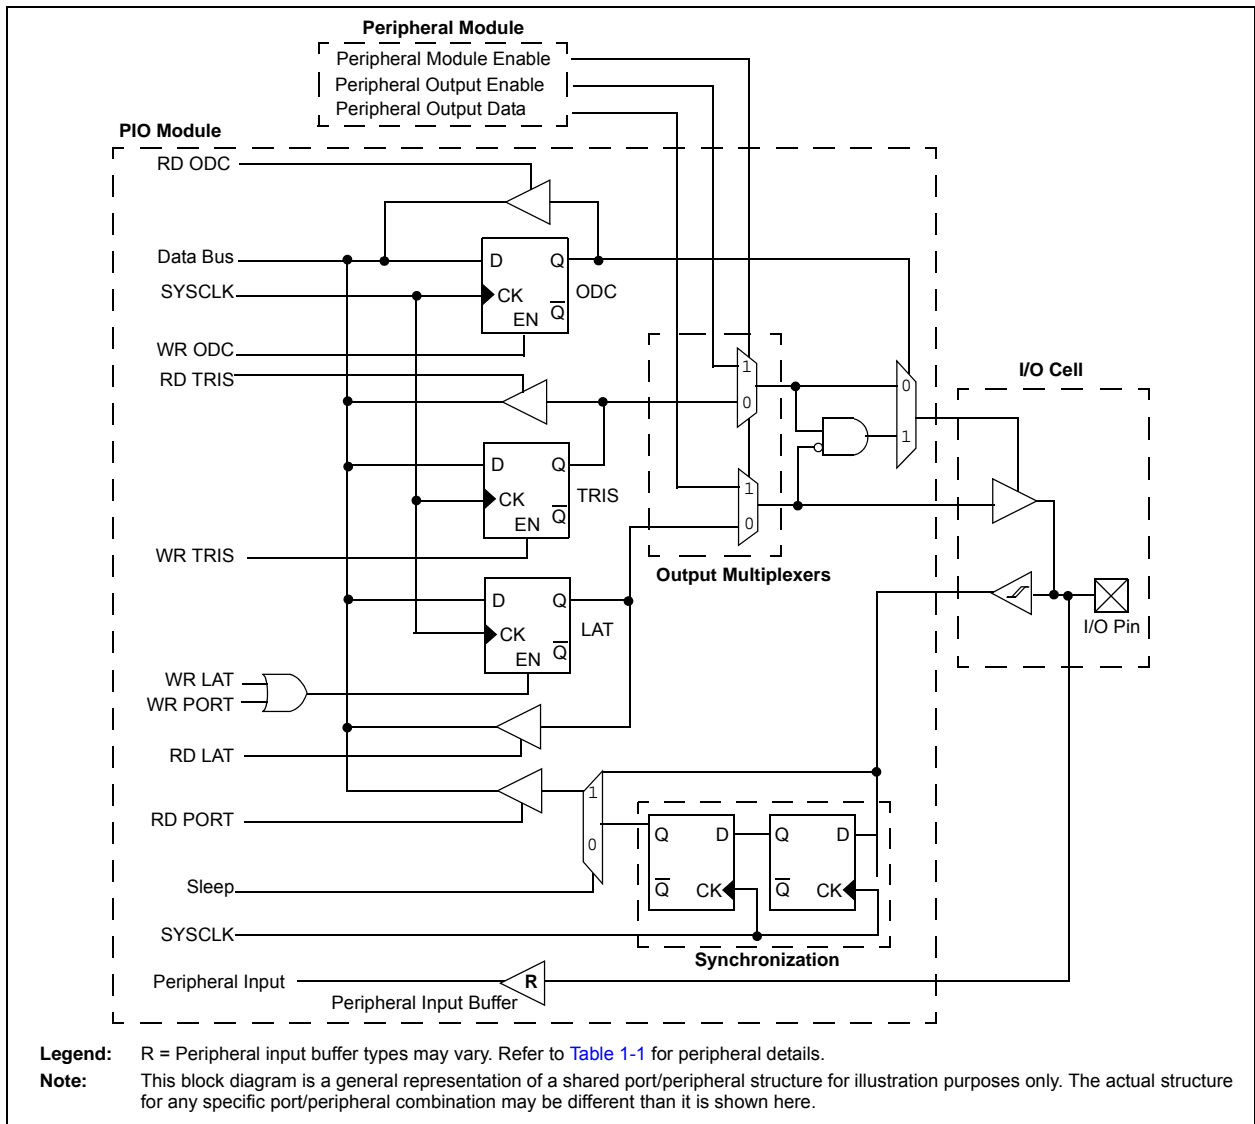 Peripheral Module
Peripheral Module Enable
Peripheral Output Enable
Peripheral Output Data
PIO Module
RD ODC
Data Bus
D
Q
SYSCLK
CK
ODC
EN
Q
WR ODC
RD TRIS
1
0
I/O Cell
0
1
D
Q
CK
TRIS
EN
Q
1
0
WR TRIS
Output Multiplexers
D
Q
CK
LAT
EN
Q
I/O Pin
WR LAT
WR PORT
RD LAT
1
RD PORT
0
Q
D
Q
D
Sleep
Q
CK
Q
CK
SYSCLK
Synchronization
Peripheral Input
R
Peripheral Input Buffer
Legend: R = Peripheral input buffer types may vary. Refer to Table 1-1 for peripheral details.
Note: This block diagram is a general representation of a shared port/peripheral structure for illustration purposes only. The actual structure
for any specific port/peripheral combination may be different than it is shown here.